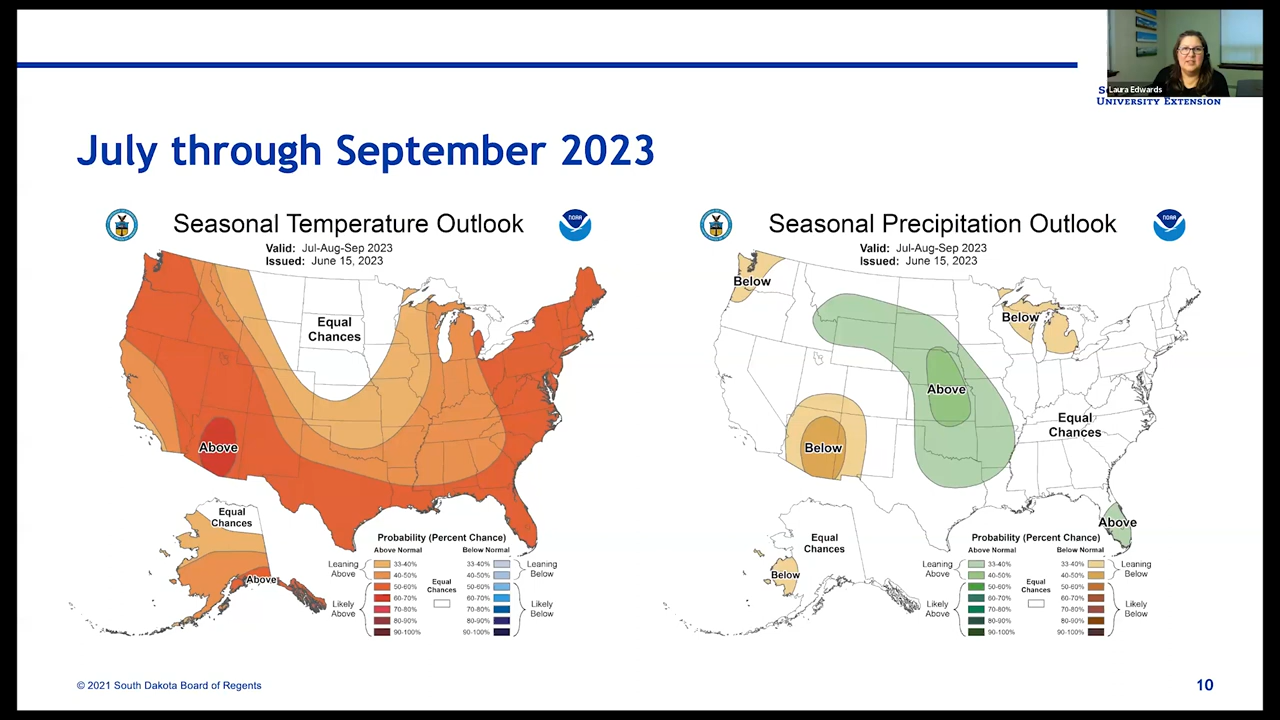 Laura Edwards
S
UNIVERSITY EXTENSION
July through September 2023
NOAA
Seasonal Temperature Outlook
Valid: Jul-Aug-Sep 2023
Issued: June 15, 2023
Equal
Chances
Above
Equal
Chances
Above
Probability (Percent Chance)
Above Normal
Below Normal
Leaning
Above
Likely
Above
33-40%
40-50%
50-60%
60-70%
70-80%
80-90%
90-100%
Equal
Chances
33-40%
40-50%
50-60%
60-70%
70-80%
80-90%
90-100%
Leaning
Below
Likely
Below
NOAA
Seasonal Precipitation Outlook
Valid: Jul-Aug-Sep 2023
Issued: June 15, 2023
Below
Below
Above
Equal
Chances
Below
Above
Equal
Chances
Below
Probability (Percent Chance)
Above Normal
Below Normal
Leaning
Above
Likely
Above
33-40%
40-50%
50-60%
60-70%
70-80%
80-90%
90-100%
Equal
Chances
33-40%
40-50%
50-60%
60-70%
70-80%
80-90%
90-100%
Leaning
Below
Likely
Below
© 2021 South Dakota Board of Regents
10